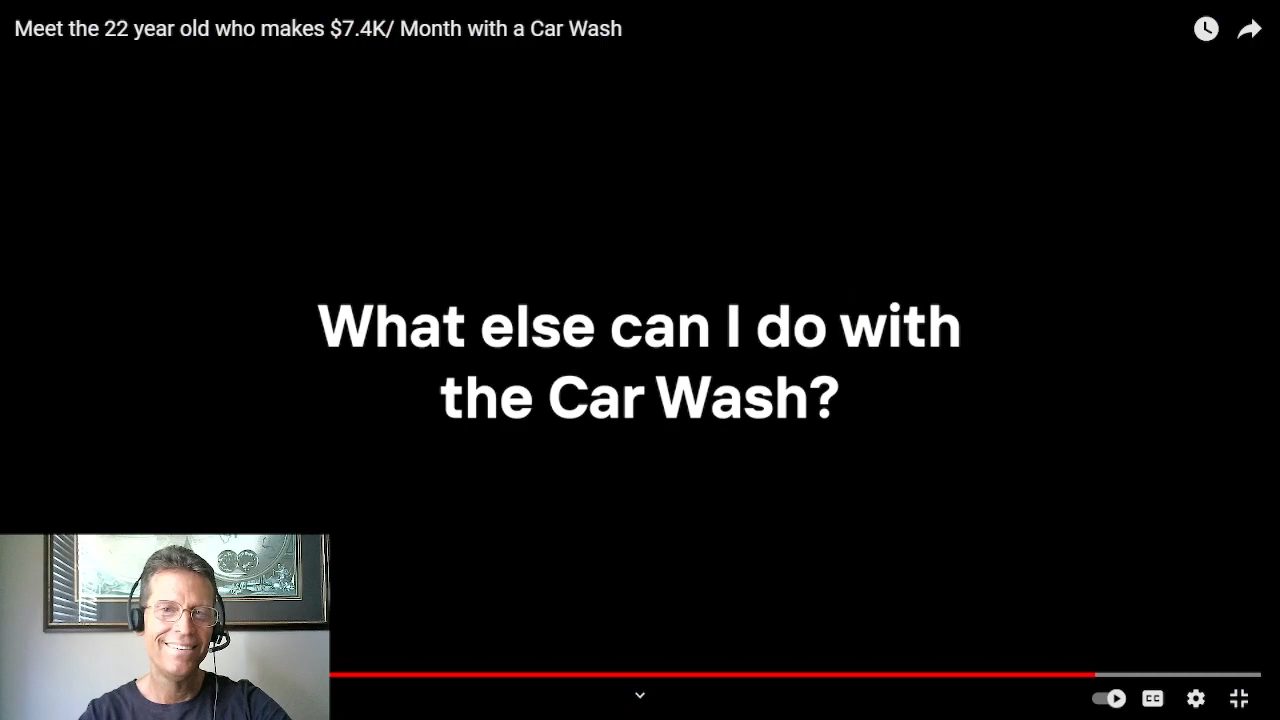 Meet the 22 year old who makes $7.4K/ Month with a Car Wash
What else can I do with
the Car Wash?
CC